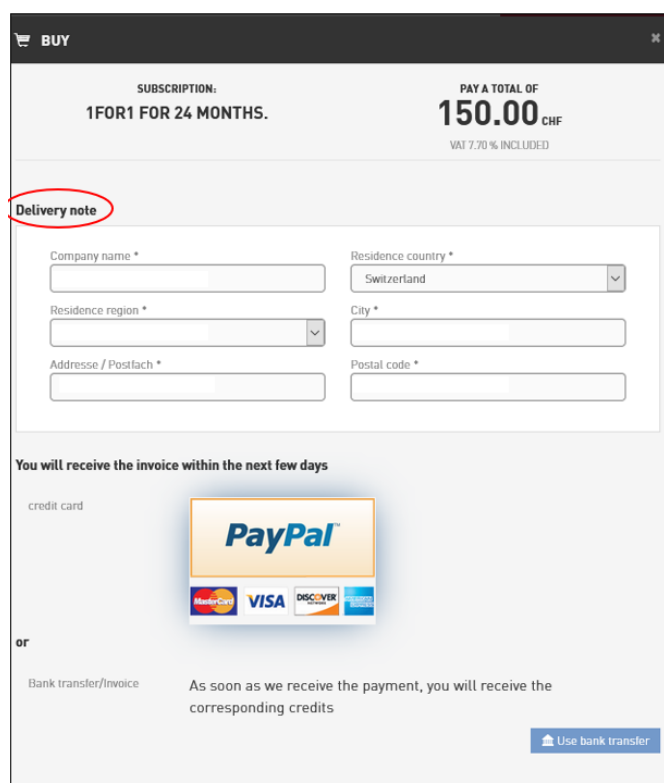 BUY
SUBSCRIPTION:
1FOR1 FOR 24 MONTHS.
PAY A TOTAL OF
150.00 CHF
VAT 7.70 % INCLUDED
Delivery note
Company name *
Residence country *
Switzerland
Residence region *
City *
Addresse / Postfach *
Postal code *
You will receive the invoice within the next few days
credit card
PayPal™
MasterCard VISA DISCOVER NETWORK
or
Bank transfer/Invoice
As soon as we receive the payment, you will receive the
corresponding credits
Use bank transfer